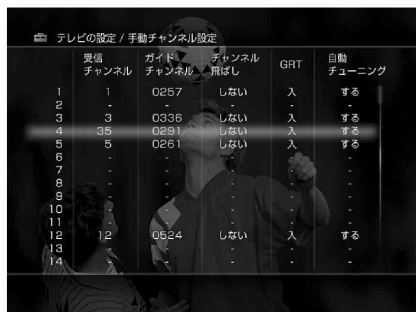 テレビの設定 / 手動チャンネル設定
受信 ガイド チャンネル GRT 自動
チャンネル チャンネル 飛ばし チューニング
1 1 0257 しない 入 する
2 - - - - -
3 3 0336 しない 入 する
4 35 0291 しない 入 する
5 5 0261 しない 入 する
6 - - - - -
7 - - - - -
8 - - - - -
9 - - - - -
10 - - - - -
11 - - - - -
12 12 0524 しない 入 する
13 - - - - -
14 - - - - -